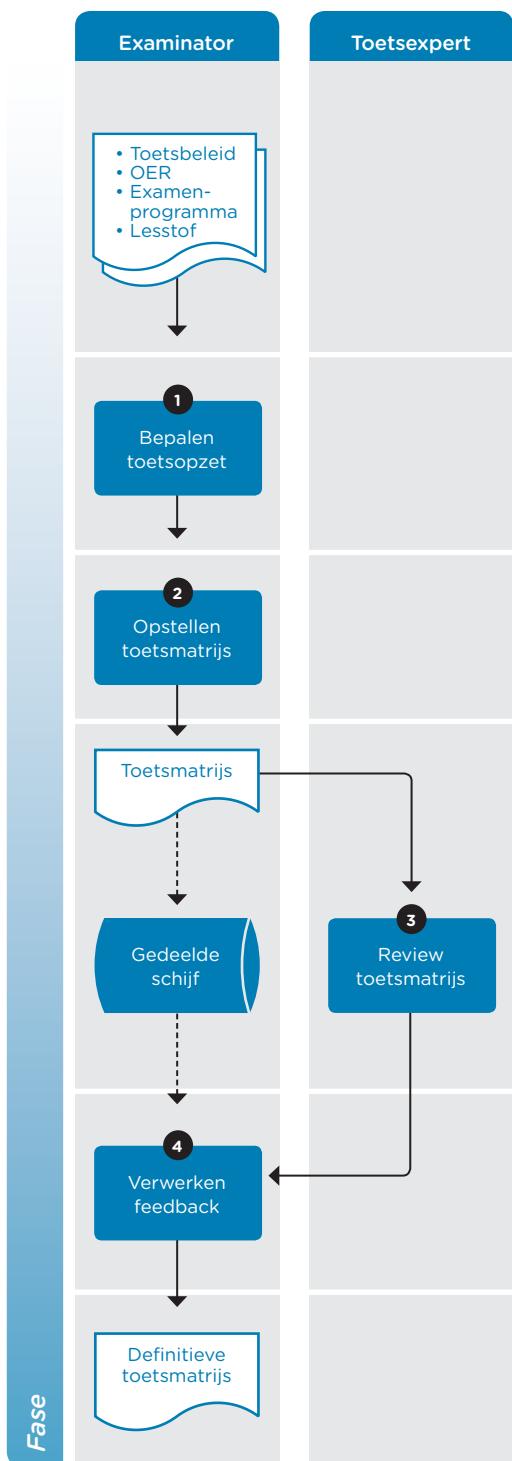 Examinator
Toetsexpert
• Toetsbeleid
• OER
• Examen-
programma
• Lesstof
1
Bepalen
toetsopzet
2
Opstellen
toetsmatrijs
Toetsmatrijs
Gedeelde
schijf
3
Review
toetsmatrijs
4
Verwerken
feedback
Definitieve
toetsmatrijs
Fase